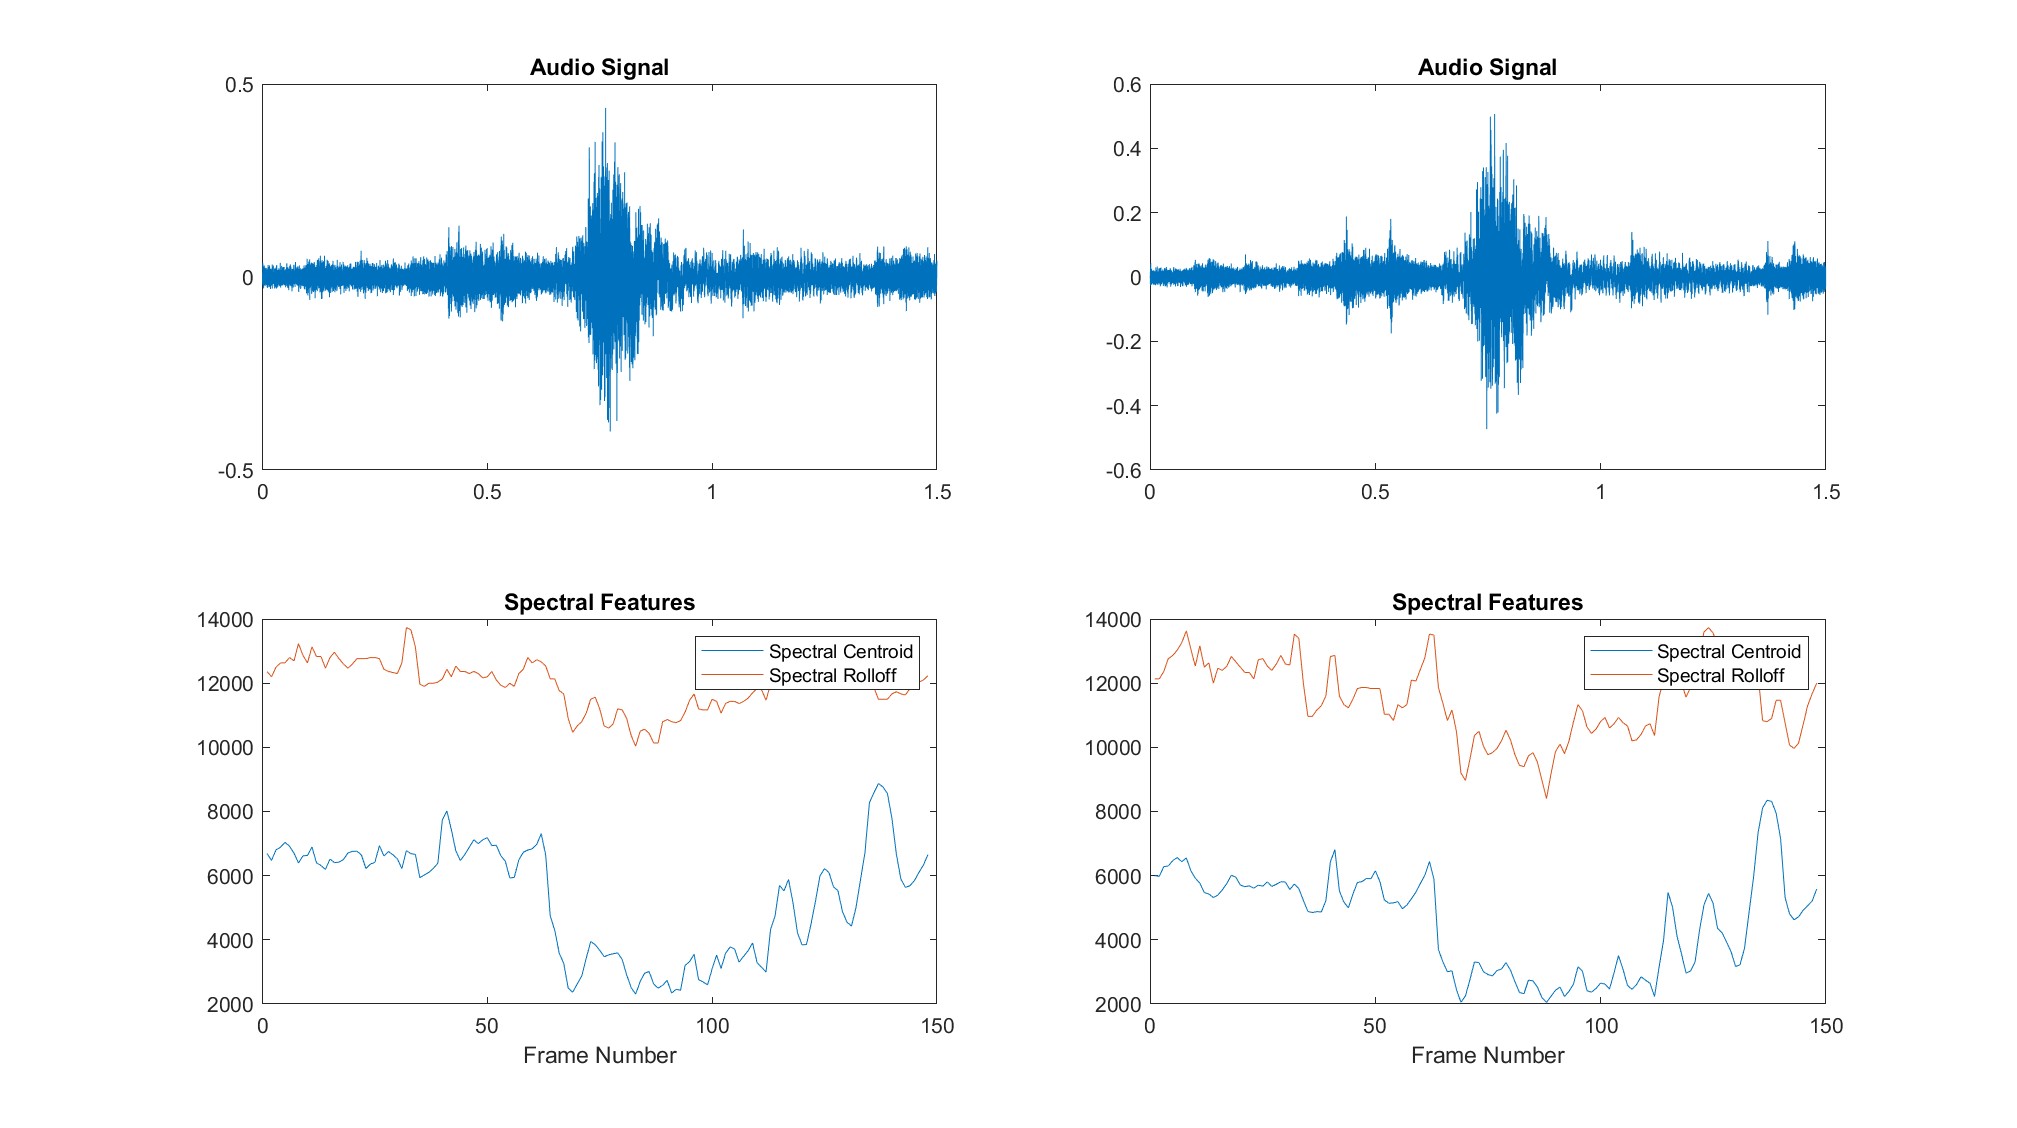 Audio Signal
0.5
0
-0.5
0 0.5 1 1.5
Audio Signal
0.6
0.4
0.2
0
-0.2
-0.4
-0.6
0 0.5 1 1.5
Spectral Features
14000
12000
10000
8000
6000
4000
2000
Spectral Centroid
Spectral Rolloff
0 50 100 150
Frame Number
Spectral Features
14000
12000
10000
8000
6000
4000
2000
Spectral Centroid
Spectral Rolloff
0 50 100 150
Frame Number